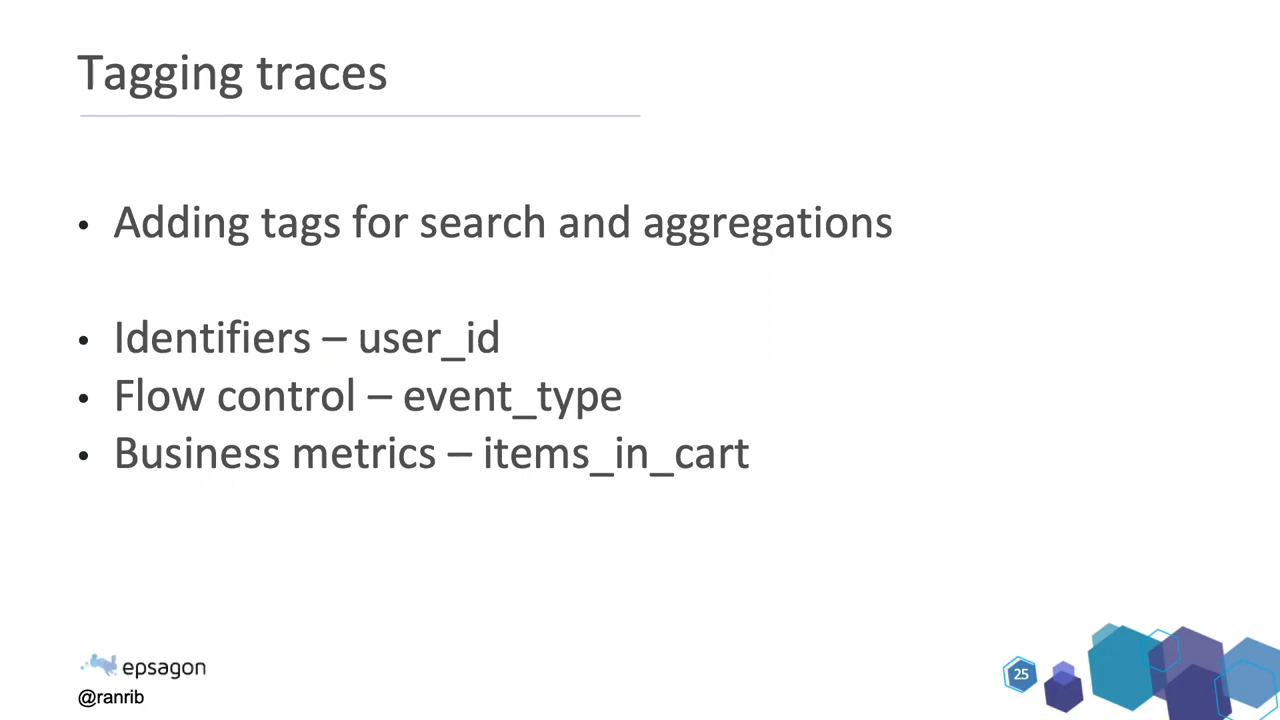 Tagging traces
• Adding tags for search and aggregations
• Identifiers – user_id
• Flow control – event_type
• Business metrics – items_in_cart
epsagon
@ranrib
25